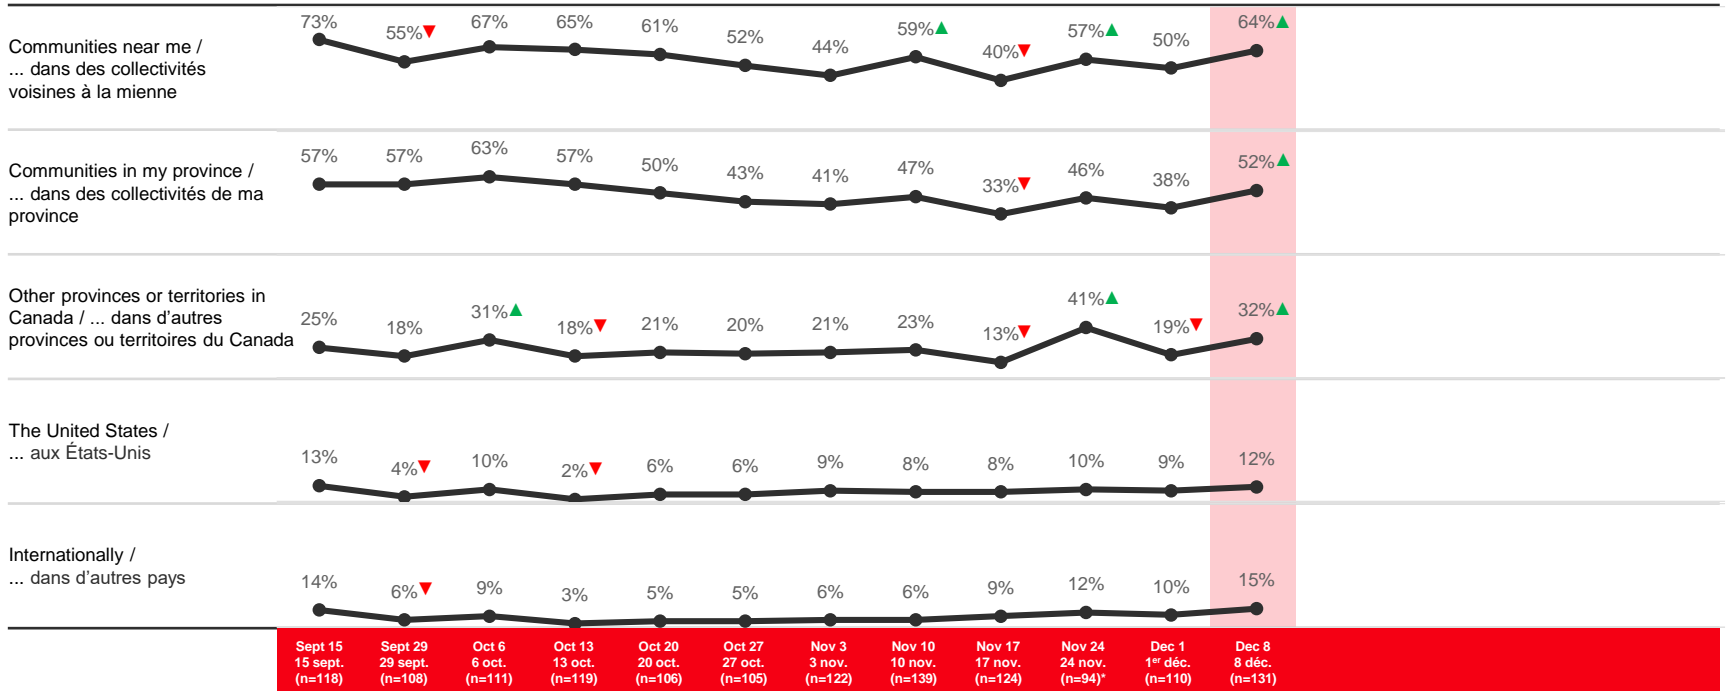 Communities near me /
... dans des collectivités
voisines à la mienne
73% 55%▼ 67% 65% 61% 52% 44% 59%▲ 40%▼ 57%▲ 50% 64%▲
Communities in my province /
... dans des collectivités de ma
province
57% 57% 63% 57% 50% 43% 41% 47% 33%▼ 46% 38% 52%▲
Other provinces or territories in
Canada / ... dans d'autres
provinces ou territoires du Canada
25% 18% 31%▲ 18%▼ 21% 20% 21% 23% 13%▼ 41%▲ 19%▼ 32%▲
The United States /
... aux États-Unis
13% 4%▼ 10% 2%▼ 6% 6% 9% 8% 8% 10% 9% 12%
Internationally /
... dans d'autres pays
14% 6%▼ 9% 3% 5% 5% 6% 6% 9% 12% 10% 15%
Sept 15 Sept 29 Oct 6 Oct 13 Oct 20 Oct 27 Nov 3 Nov 10 Nov 17 Nov 24 Dec 1 Dec 8
15 sept. 29 sept. 6 oct. 13 oct. 20 oct. 27 oct. 3 nov. 10 nov. 17 nov. 24 nov. 1er déc. 8 déc.
(n=118) (n=108) (n=111) (n=119) (n=106) (n=105) (n=122) (n=139) (n=124) (n=94)* (n=110) (n=131)